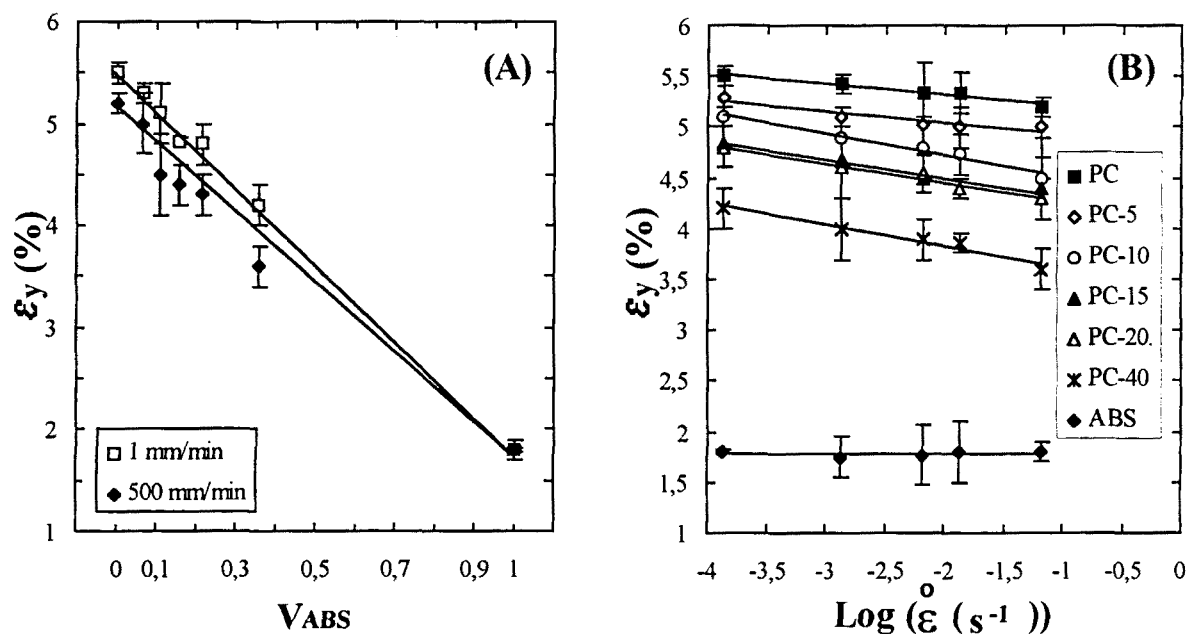 (A)
εy (%)
6
5
4
3
2
1
1 mm/min
500 mm/min
0 0,1 0,3 0,5 0,7 0,9 1
VABS
(B)
εy (%)
6
5,5
5
4,5
4
3,5
3
2,5
2
1,5
1
PC
PC-5
PC-10
PC-15
PC-20.
PC-40
ABS
-4 -3,5 -3 -2,5 -2 -1,5 -1 -0,5 0
Log (ε̊ (s⁻¹))